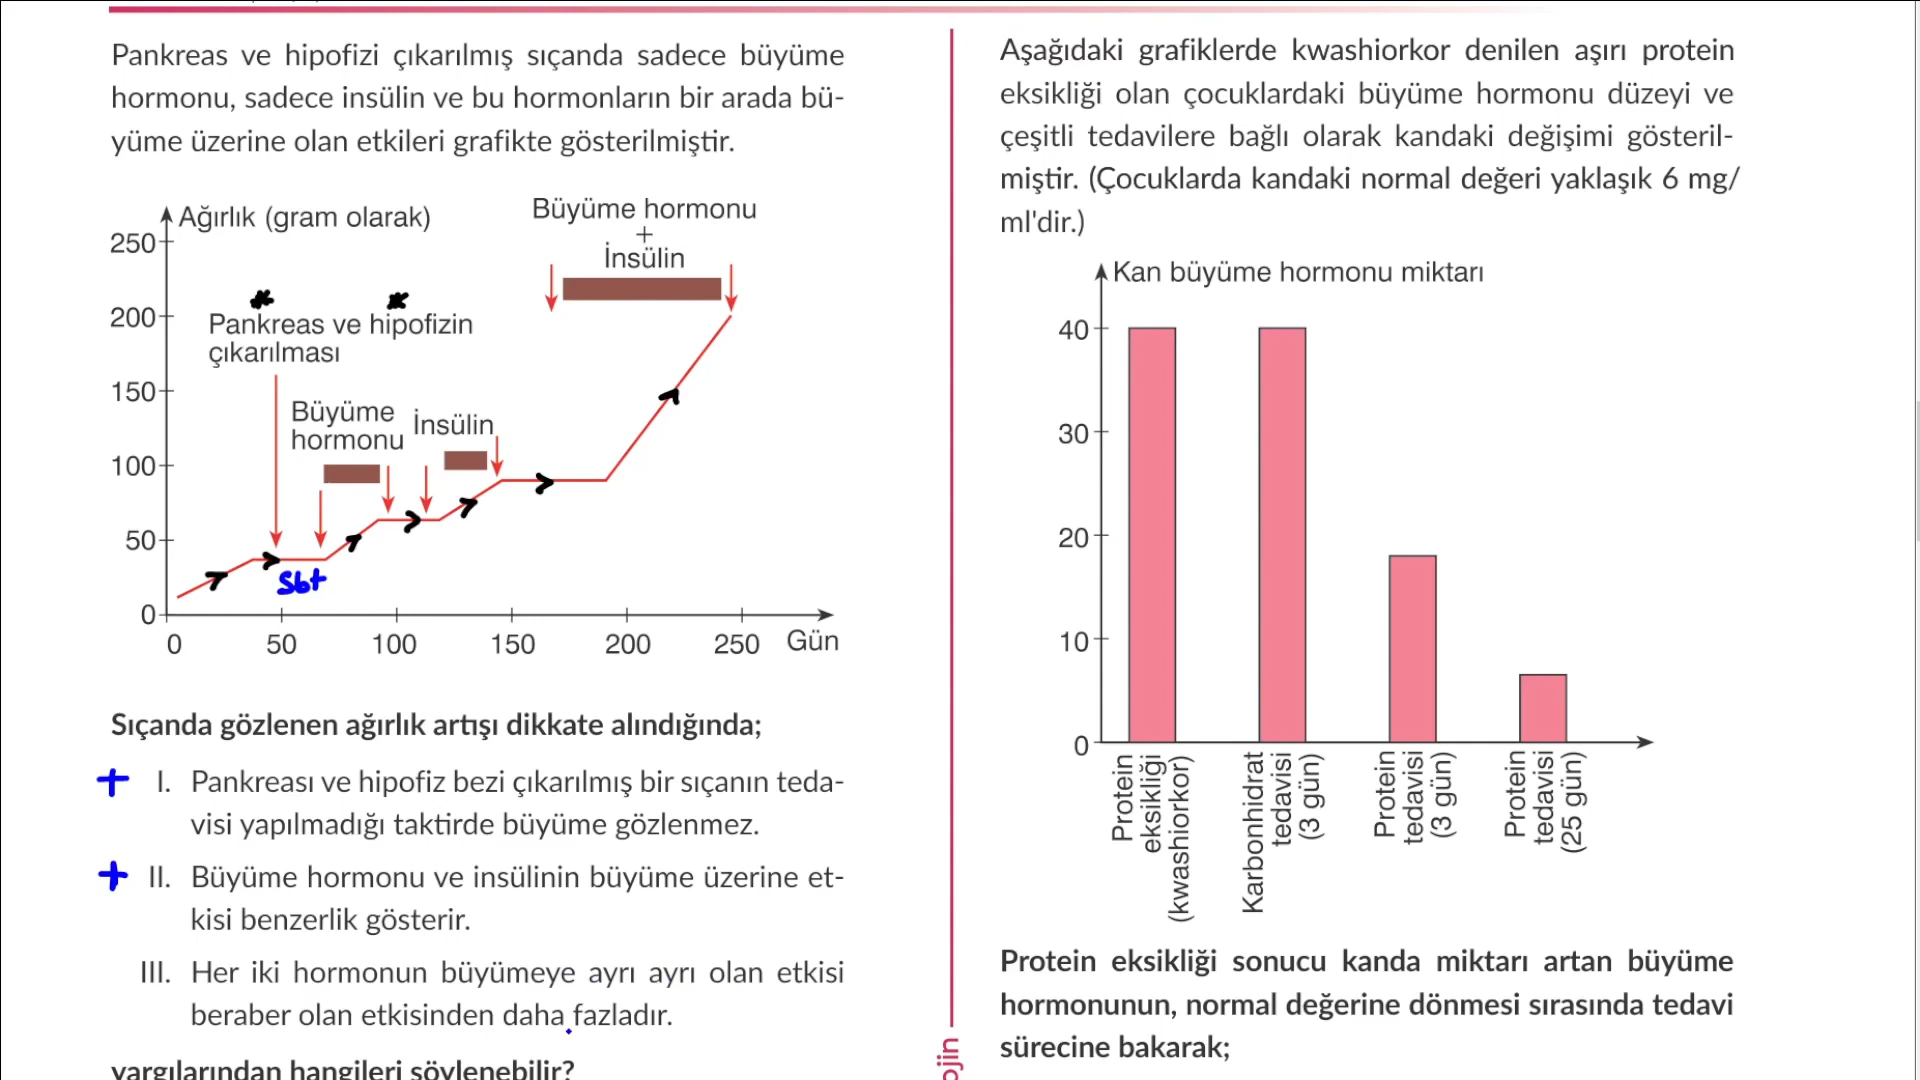 Pankreas ve hipofizi çıkarılmış sıçanda sadece büyüme
hormonu, sadece insülin ve bu hormonların bir arada bü-
yüme üzerine olan etkileri grafikte gösterilmiştir.
Ağırlık (gram olarak)
Büyüme hormonu
+
İnsülin
250
200
150
100
50
0
Pankreas ve hipofizin
çıkarılması
Büyüme
hormonu
İnsülin
Sbt
0 50 100 150 200 250 Gün
Sıçanda gözlenen ağırlık artışı dikkate alındığında;
+ I. Pankreası ve hipofiz bezi çıkarılmış bir sıçanın teda-
visi yapılmadığı taktirde büyüme gözlenmez.
+ II. Büyüme hormonu ve insülinin büyüme üzerine et-
kisi benzerlik gösterir.
III. Her iki hormonun büyümeye ayrı ayrı olan etkisi
beraber olan etkisinden daha fazladır.
yargılarından hangileri söylenebilir?
ojin
Aşağıdaki grafiklerde kwashiorkor denilen aşırı protein
eksikliği olan çocuklardaki büyüme hormonu düzeyi ve
çeşitli tedavilere bağlı olarak kandaki değişimi gösteril-
miştir. (Çocuklarda kandaki normal değeri yaklaşık 6 mg/
ml'dir.)
Kan büyüme hormonu miktarı
40
30
20
10
0
Protein
eksikliği
(kwashiorkor)
Karbonhidrat
tedavisi
(3 gün)
Protein
tedavisi
(3 gün)
Protein
tedavisi
(25 gün)
Protein eksikliği sonucu kanda miktarı artan büyüme
hormonunun, normal değerine dönmesi sırasında tedavi
sürecine bakarak;